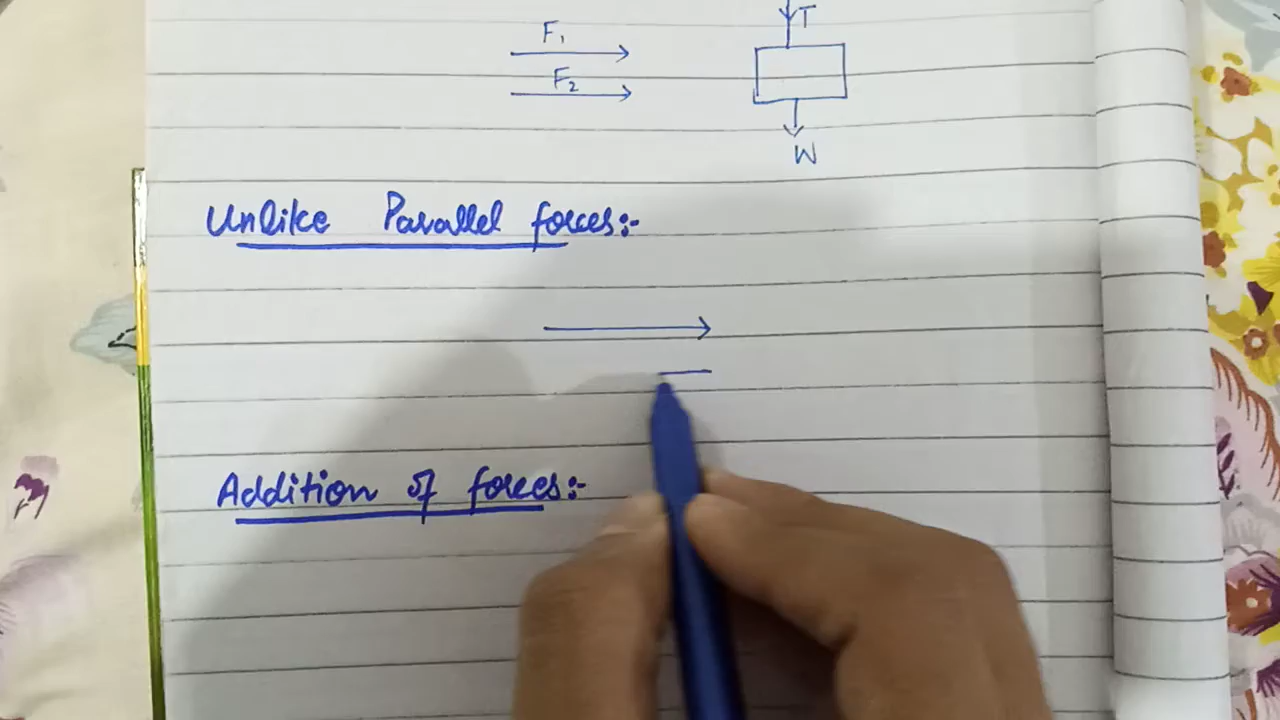 T
F₁
F₂
W
Unlike Parallel forces:-
Addition of forces:-